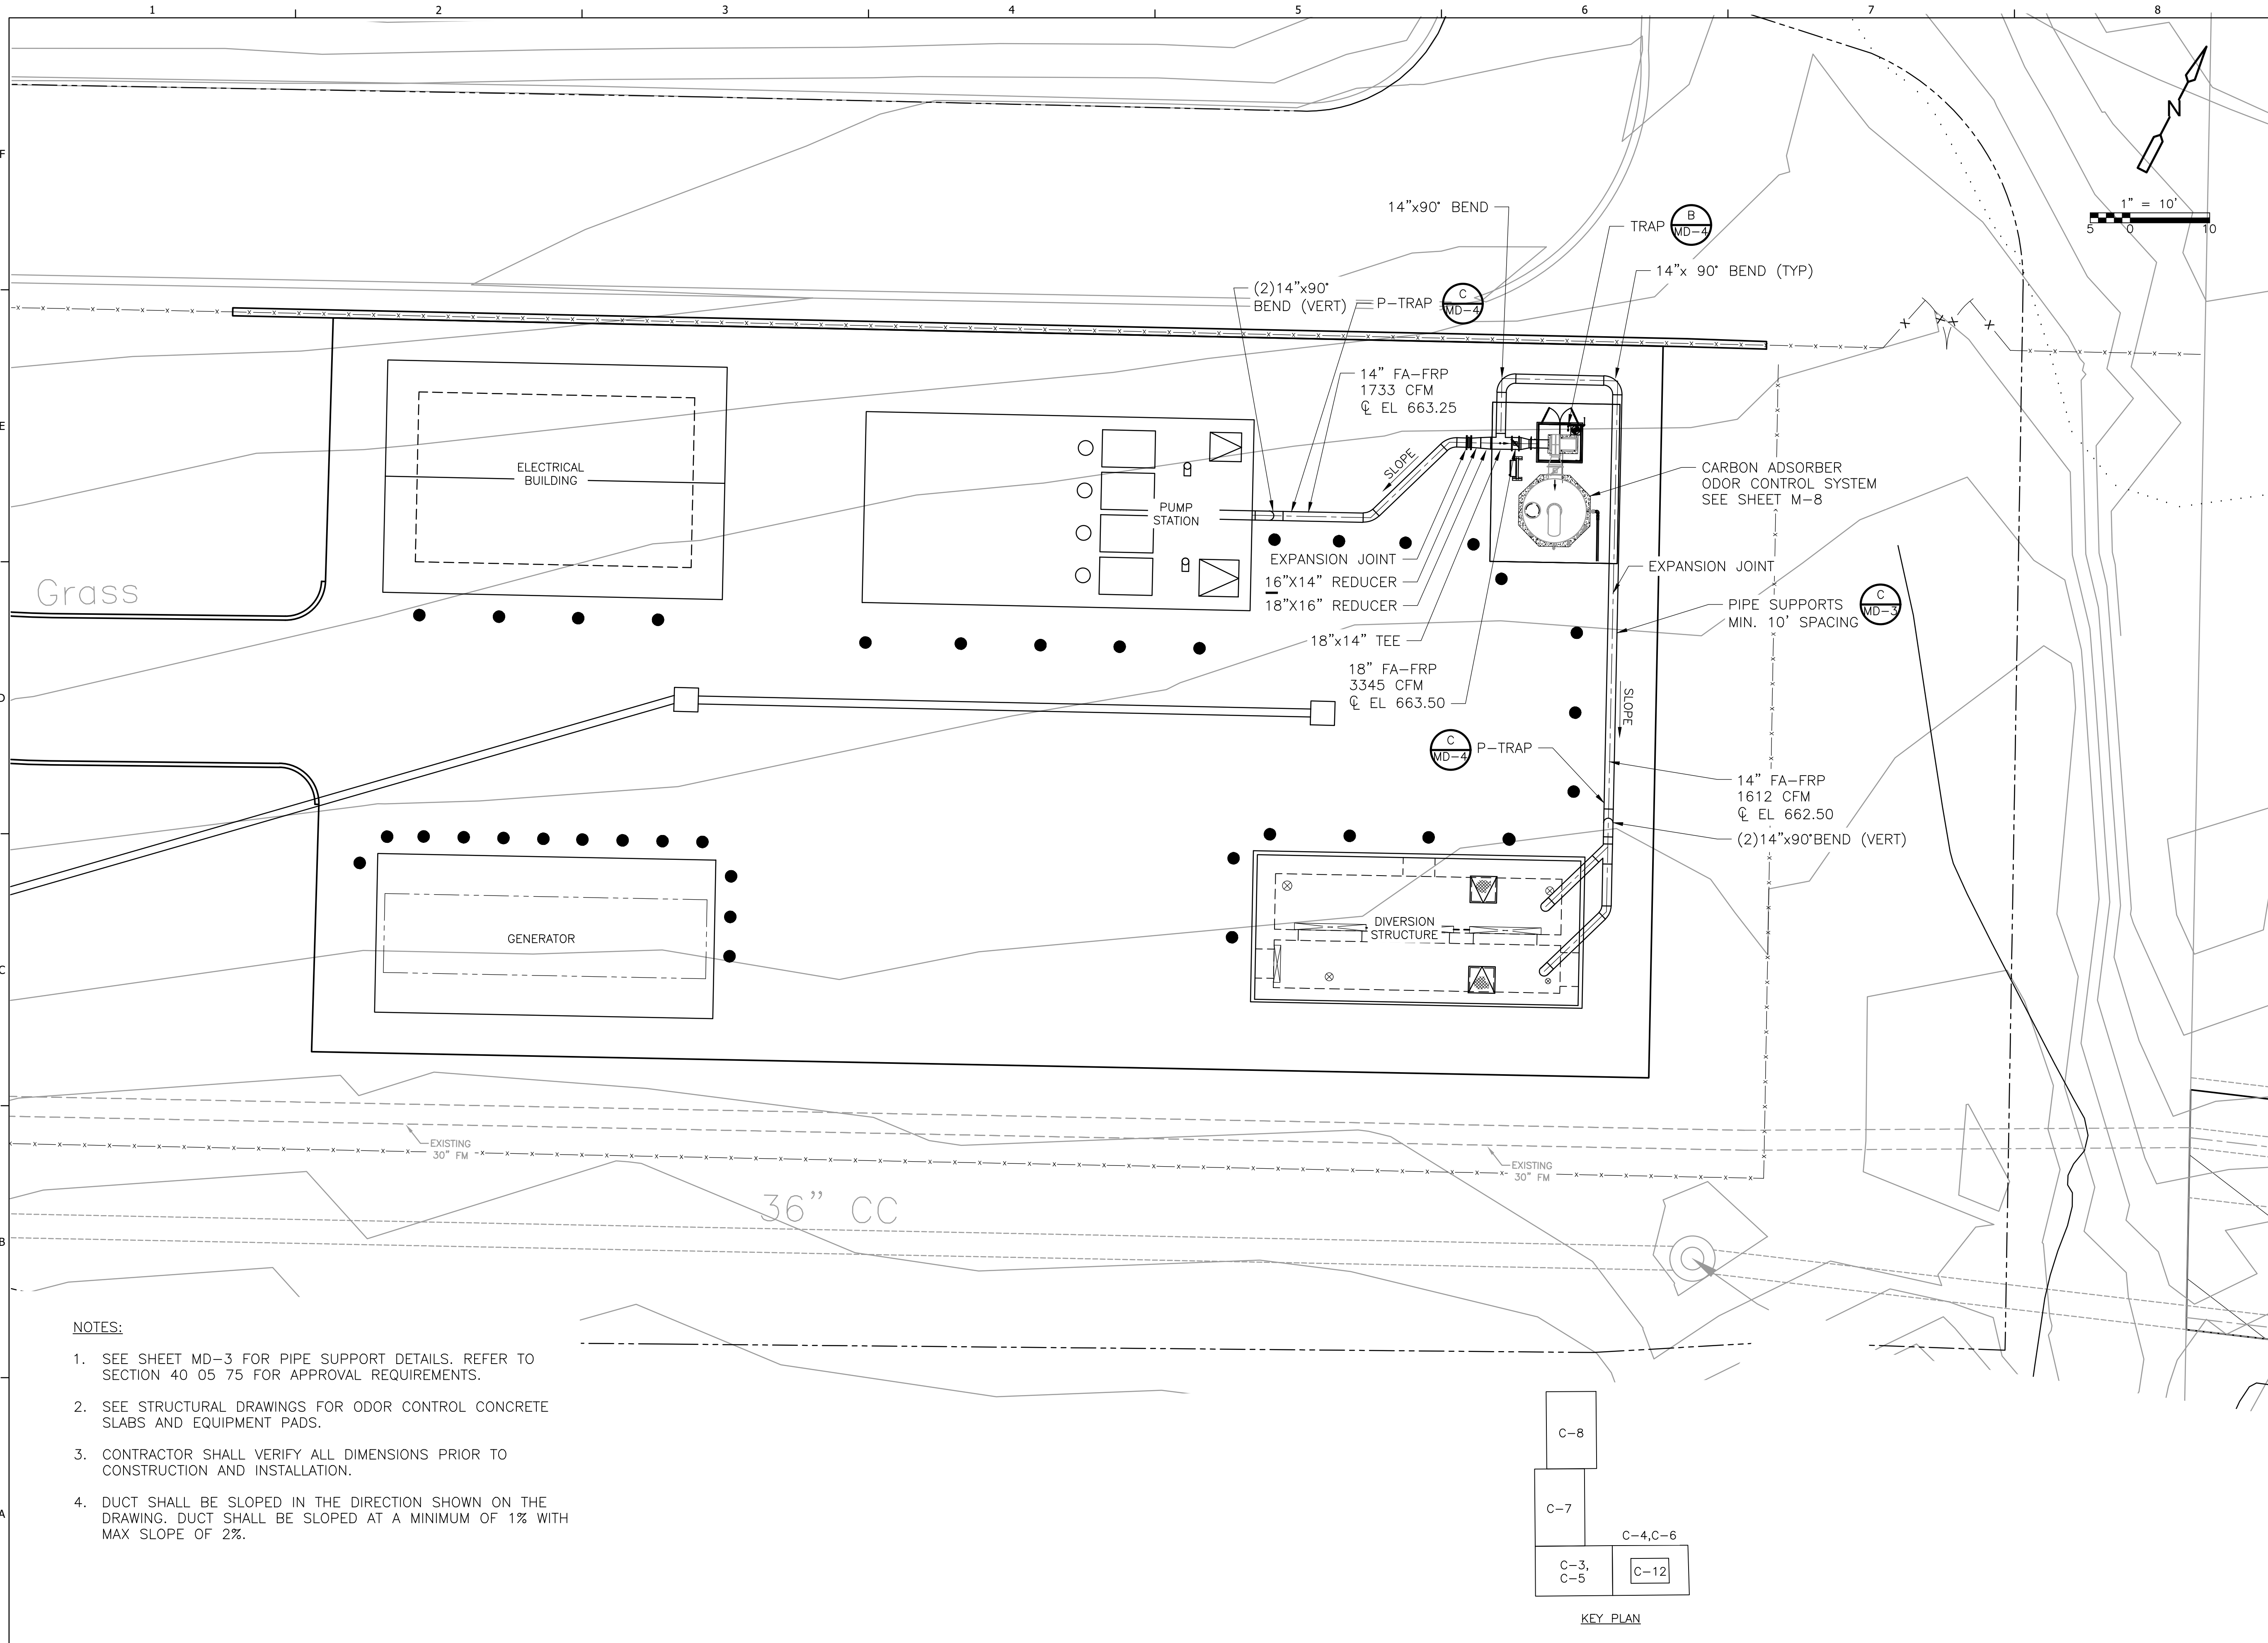 1 2 3 4 5 6 7 8
F
E
D
C
B
A
N
1" = 10'
5 0 10
14"x90° BEND
TRAP
B
MD-4
14"x 90° BEND (TYP)
(2)14"x90°
BEND (VERT)
P-TRAP
C
MD-4
14" FA-FRP
1733 CFM
℄ EL 663.25
SLOPE
ELECTRICAL
BUILDING
PUMP
STATION
CARBON ADSORBER
ODOR CONTROL SYSTEM
SEE SHEET M-8
EXPANSION JOINT
16"X14" REDUCER
18"X16" REDUCER
18"x14" TEE
18" FA-FRP
3345 CFM
℄ EL 663.50
EXPANSION JOINT
PIPE SUPPORTS
MIN. 10' SPACING
C
MD-3
SLOPE
C
MD-4
P-TRAP
14" FA-FRP
1612 CFM
℄ EL 662.50
(2)14"x90°BEND (VERT)
Grass
GENERATOR
DIVERSION
STRUCTURE
EXISTING
30" FM
EXISTING
30" FM
36" CC
NOTES:
1. SEE SHEET MD-3 FOR PIPE SUPPORT DETAILS. REFER TO
SECTION 40 05 75 FOR APPROVAL REQUIREMENTS.
2. SEE STRUCTURAL DRAWINGS FOR ODOR CONTROL CONCRETE
SLABS AND EQUIPMENT PADS.
3. CONTRACTOR SHALL VERIFY ALL DIMENSIONS PRIOR TO
CONSTRUCTION AND INSTALLATION.
4. DUCT SHALL BE SLOPED IN THE DIRECTION SHOWN ON THE
DRAWING. DUCT SHALL BE SLOPED AT A MINIMUM OF 1% WITH
MAX SLOPE OF 2%.
C-8
C-7
C-4,C-6
C-3,
C-5
C-12
KEY PLAN